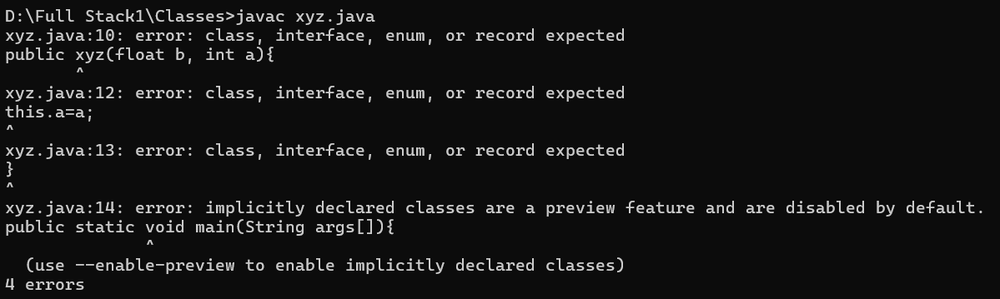 D:\Full Stack1\Classes>javac xyz.java
xyz.java:10: error: class, interface, enum, or record expected
public xyz(float b, int a){
       ^
xyz.java:12: error: class, interface, enum, or record expected
this.a=a;
^
xyz.java:13: error: class, interface, enum, or record expected
}
^
xyz.java:14: error: implicitly declared classes are a preview feature and are disabled by default.
public static void main(String args[]){
              ^
  (use --enable-preview to enable implicitly declared classes)
4 errors